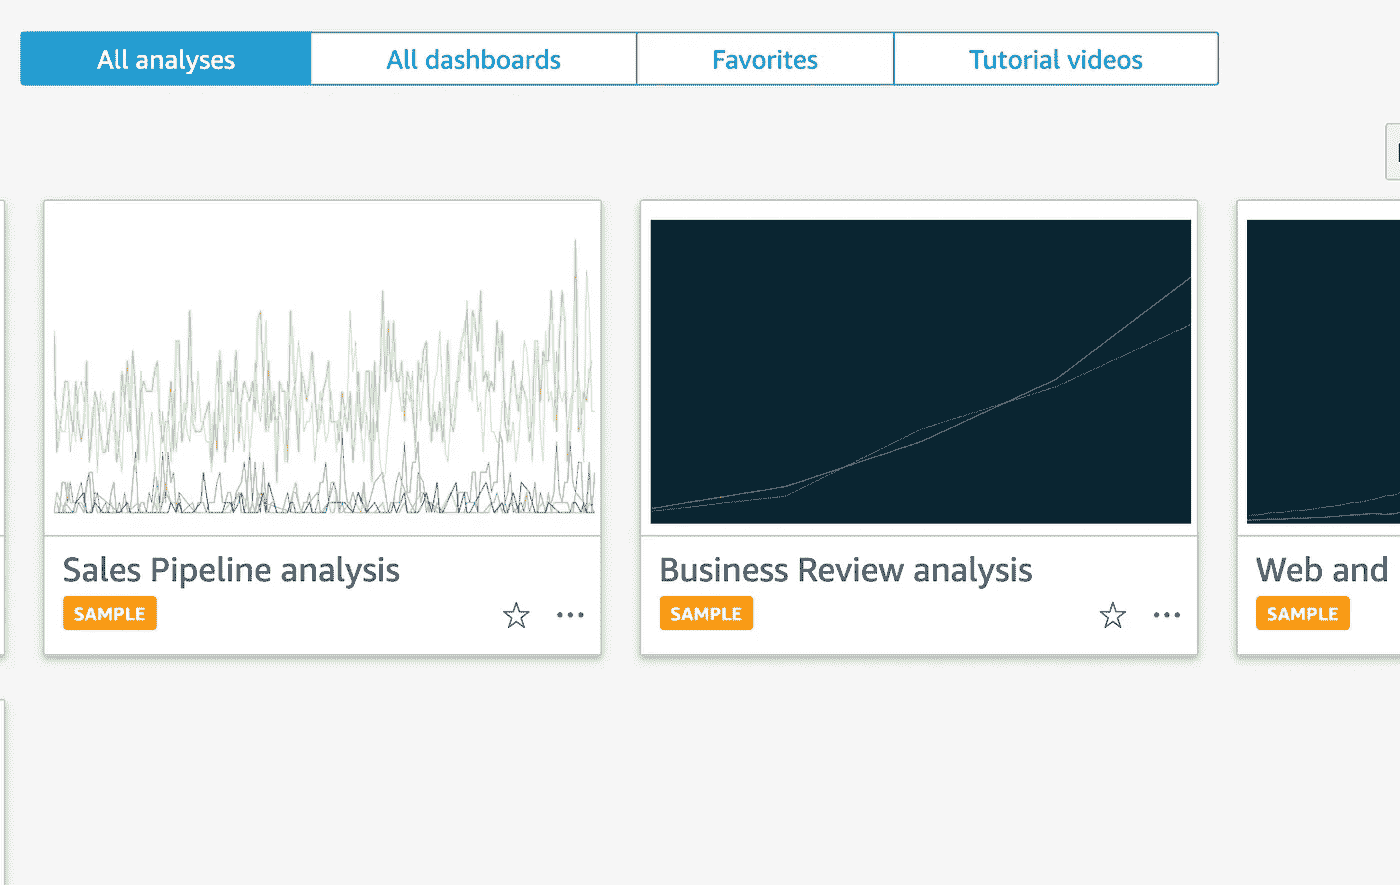 All analyses
All dashboards
Favorites
Tutorial videos
Sales Pipeline analysis
SAMPLE
Business Review analysis
SAMPLE
Web and
SAMPLE